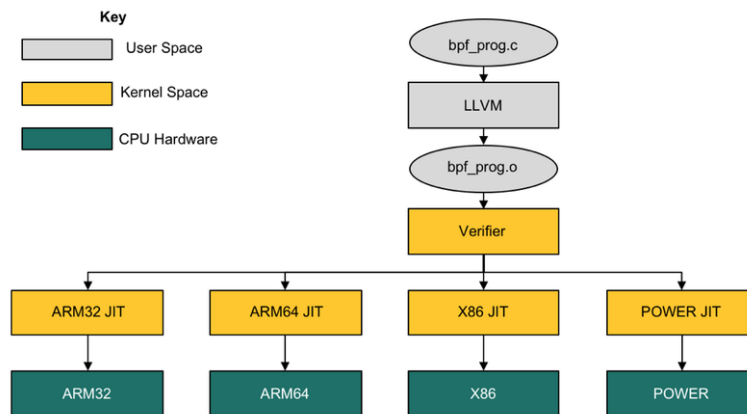 Key
User Space
Kernel Space
CPU Hardware
bpf_prog.c
LLVM
bpf_prog.o
Verifier
ARM32 JIT
ARM64 JIT
X86 JIT
POWER JIT
ARM32
ARM64
X86
POWER